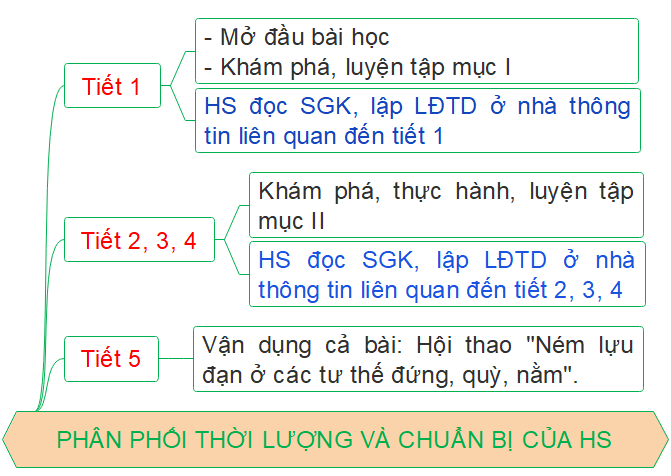 Tiết 1
- Mở đầu bài học
- Khám phá, luyện tập mục I
HS đọc SGK, lập LĐTD ở nhà thông
tin liên quan đến tiết 1
Tiết 2, 3, 4
Khám phá, thực hành, luyện tập
mục II
HS đọc SGK, lập LĐTD ở nhà
thông tin liên quan đến tiết 2, 3, 4
Tiết 5
Vận dụng cả bài: Hội thao "Ném lựu
đạn ở các tư thế đứng, quỳ, nằm".
PHÂN PHỐI THỜI LƯỢNG VÀ CHUẨN BỊ CỦA HS